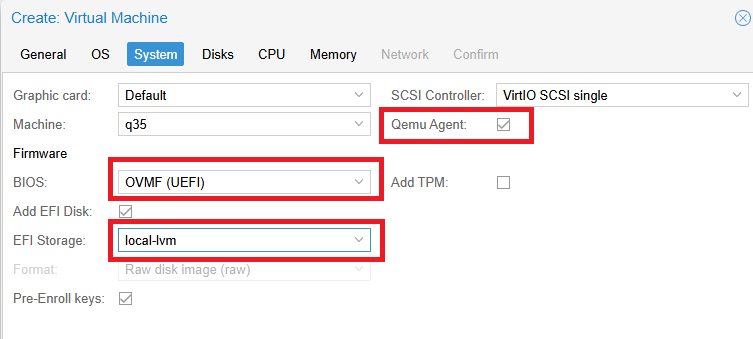 Create: Virtual Machine
General OS System Disks CPU Memory Network Confirm
Graphic card: Default SCSI Controller: VirtIO SCSI single
Machine: q35 Qemu Agent:
Firmware
BIOS: OVMF (UEFI) Add TPM:
Add EFI Disk:
EFI Storage: local-lvm
Format: Raw disk image (raw)
Pre-Enroll keys: